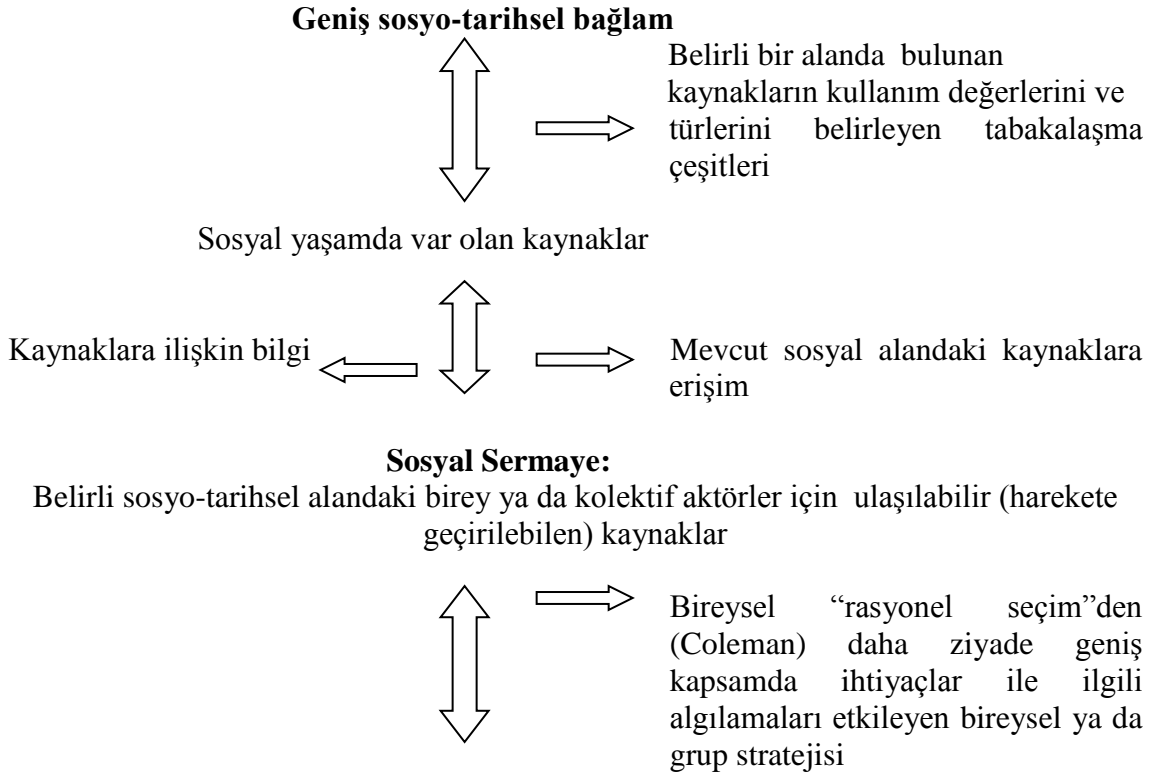 Geniş sosyo-tarihsel bağlam
Belirli bir alanda bulunan
kaynakların kullanım değerlerini ve
türlerini belirleyen tabakalaşma
çeşitleri
Sosyal yaşamda var olan kaynaklar
Kaynaklara ilişkin bilgi
Mevcut sosyal alandaki kaynaklara
erişim
Sosyal Sermaye:
Belirli sosyo-tarihsel alandaki birey ya da kolektif aktörler için ulaşılabilir (harekete
geçirilebilen) kaynaklar
Bireysel “rasyonel seçim”den
(Coleman) daha ziyade geniş
kapsamda ihtiyaçlar ile ilgili
algılamaları etkileyen bireysel ya da
grup stratejisi